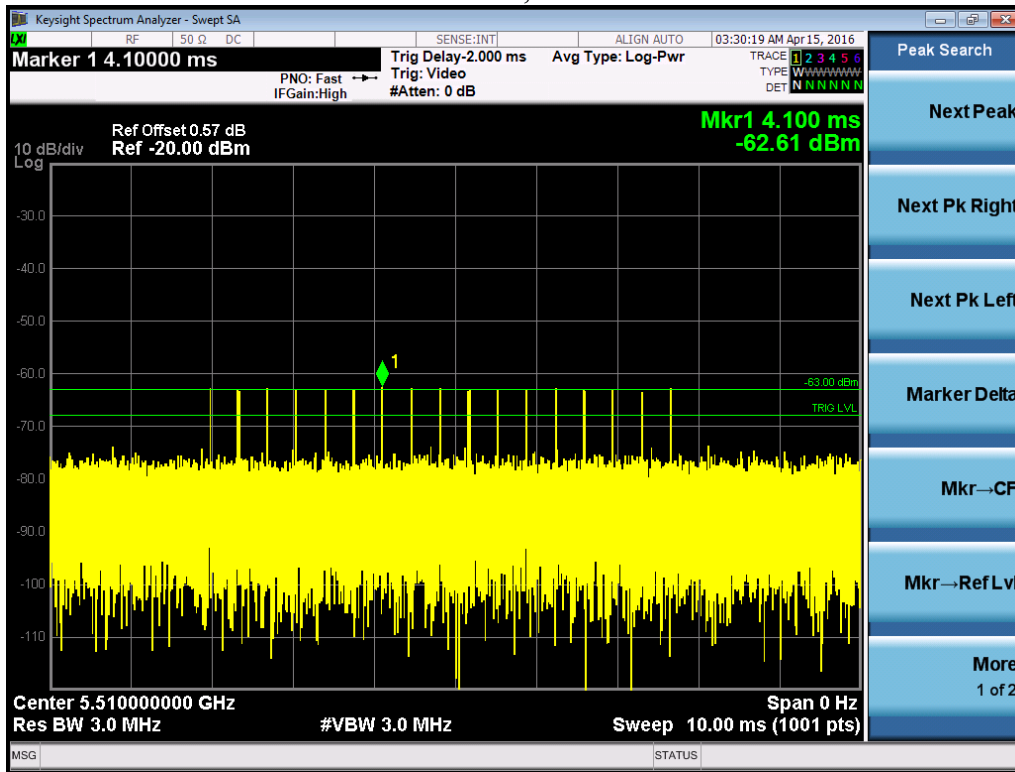 Keysight Spectrum Analyzer - Swept SA
LXI RF 50 Ω DC SENSE:INT ALIGN AUTO 03:30:19 AM Apr 15, 2016
Marker 1 4.10000 ms
PNO: Fast
IFGain:High
Trig Delay-2.000 ms
Trig: Video
#Atten: 0 dB
Avg Type: Log-Pwr
TRACE 1 2 3 4 5 6
TYPE WWWWWWW
DET N N N N N N
Peak Search
Mkr1 4.100 ms
-62.61 dBm
Ref Offset 0.57 dB
10 dB/div Ref -20.00 dBm
Log
-30.0
-40.0
-50.0
-60.0
-70.0
-80.0
-90.0
-100
-110
1
-63.00 dBm
TRIG LVL
Center 5.510000000 GHz Span 0 Hz
Res BW 3.0 MHz #VBW 3.0 MHz Sweep 10.00 ms (1001 pts)
MSG STATUS
Next Peak
Next Pk Right
Next Pk Left
Marker Delta
Mkr→CF
Mkr→Ref Lvl
More
1 of 2